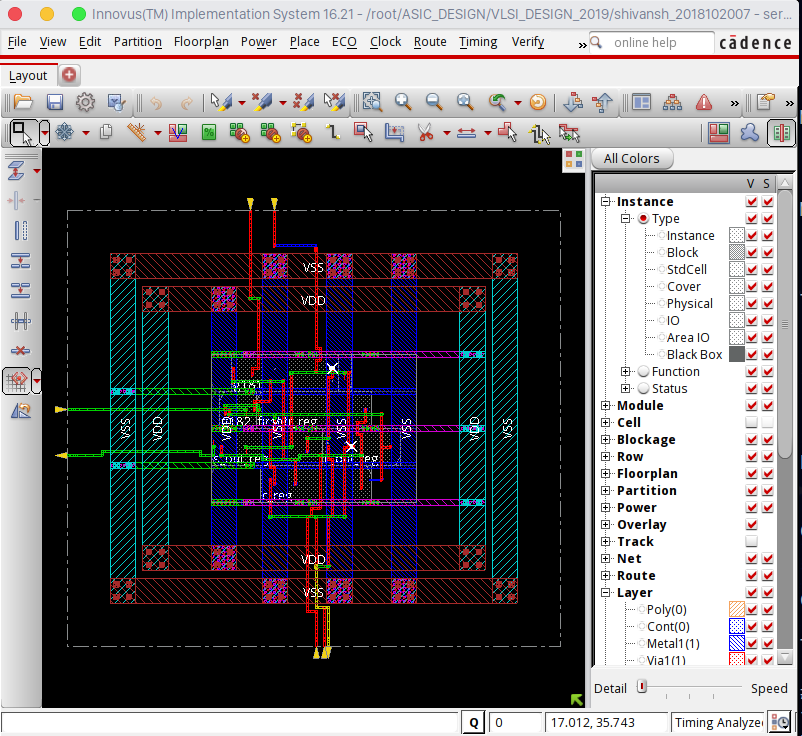 Innovus(TM) Implementation System 16.21 - /root/ASIC_DESIGN/VLSI_DESIGN_2019/shivansh_2018102007 - ser...
File View Edit Partition Floorplan Power Place ECO Clock Route Timing Verify » online help cādence
Layout
»
»
%
All Colors
V S
Instance
Type
Instance
Block
StdCell
Cover
Physical
IO
Area IO
Black Box
Function
Status
Module
Cell
Blockage
Row
Floorplan
Partition
Power
Overlay
Track
Net
Route
Layer
Poly(0)
Cont(0)
Metal1(1)
Via1(1)
VSS
VDD
VSS
VDD
VDD
VSS
VSS
VSS
VDD
VSS
VDD
VSS
Detail Speed
Q 0 17.012, 35.743 Timing Analyze